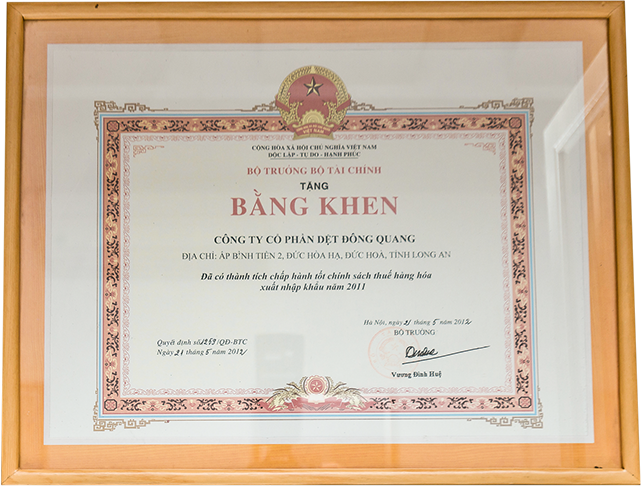 VIỆT NAM
CỘNG HÒA XÃ HỘI CHỦ NGHĨA VIỆT NAM
ĐỘC LẬP - TỰ DO - HẠNH PHÚC
BỘ TRƯỞNG BỘ TÀI CHÍNH
TẶNG
BẰNG KHEN
CÔNG TY CỔ PHẦN DỆT ĐÔNG QUANG
ĐỊA CHỈ: ẤP BÌNH TIỀN 2, ĐỨC HÒA HẠ, ĐỨC HOÀ, TỈNH LONG AN
Đã có thành tích chấp hành tốt chính sách thuế hàng hóa
xuất nhập khẩu năm 2011
Hà Nội, ngày 21 tháng 5 năm 2012
BỘ TRƯỞNG
Quyết định số 1253/QĐ-BTC
Ngày 21 tháng 5 năm 2012
Vương Đình Huệ